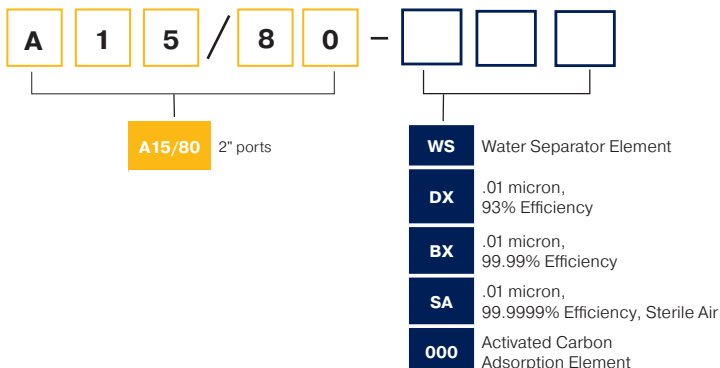 A 1 5 / 8 0 –
A15/80 2" ports
WS Water Separator Element
DX .01 micron,
93% Efficiency
BX .01 micron,
99.99% Efficiency
SA .01 micron,
99.9999% Efficiency, Sterile Air
000 Activated Carbon
Adsorption Element